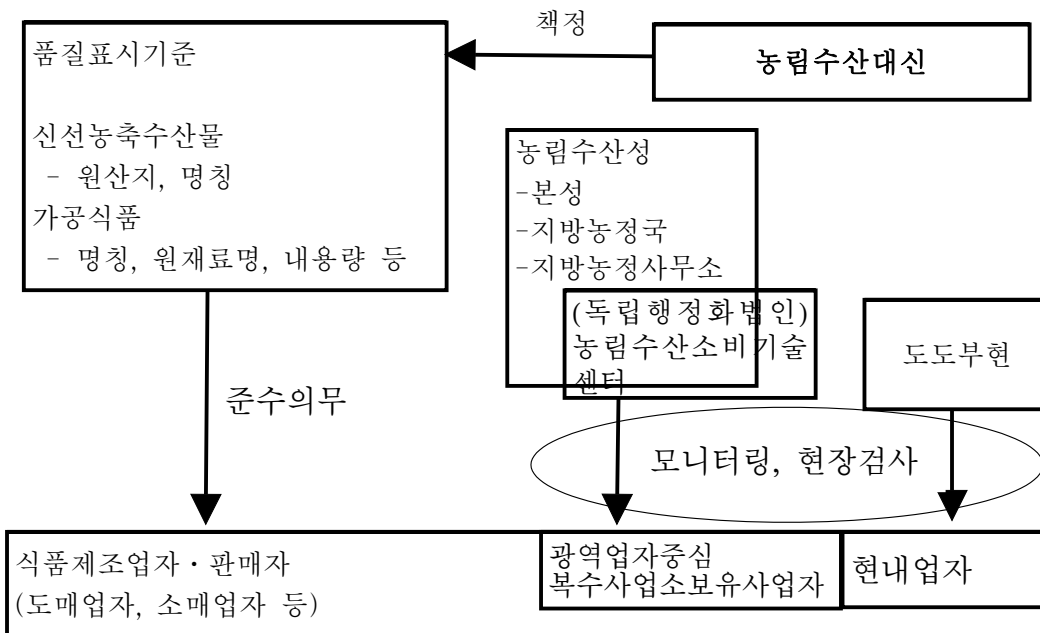 책정
농림수산대신
품질표시기준
신선농축수산물
- 원산지, 명칭
가공식품
- 명칭, 원재료명, 내용량 등
농림수산성
-본성
-지방농정국
-지방농정사무소
(독립행정화법인)
농림수산소비기술
센터
도도부현
준수의무
모니터링, 현장검사
식품제조업자·판매자
(도매업자, 소매업자 등)
광역업자중심
복수사업소보유사업자
현내업자